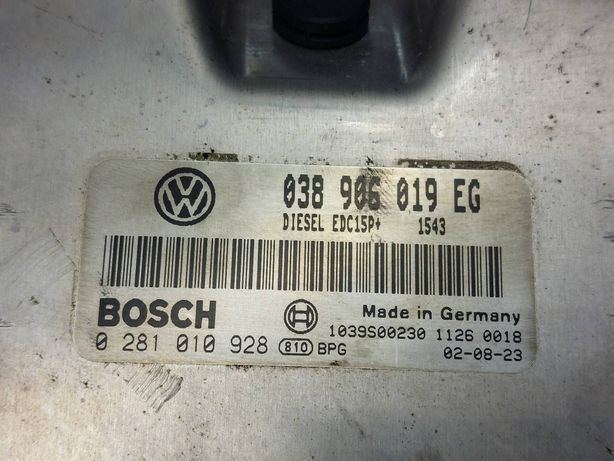 038 906 019 EG
DIESEL EDC15P+ 1543
BOSCH
Made in Germany
1039S00230 1126 0018
0 281 010 928 810 BPG
02-08-23